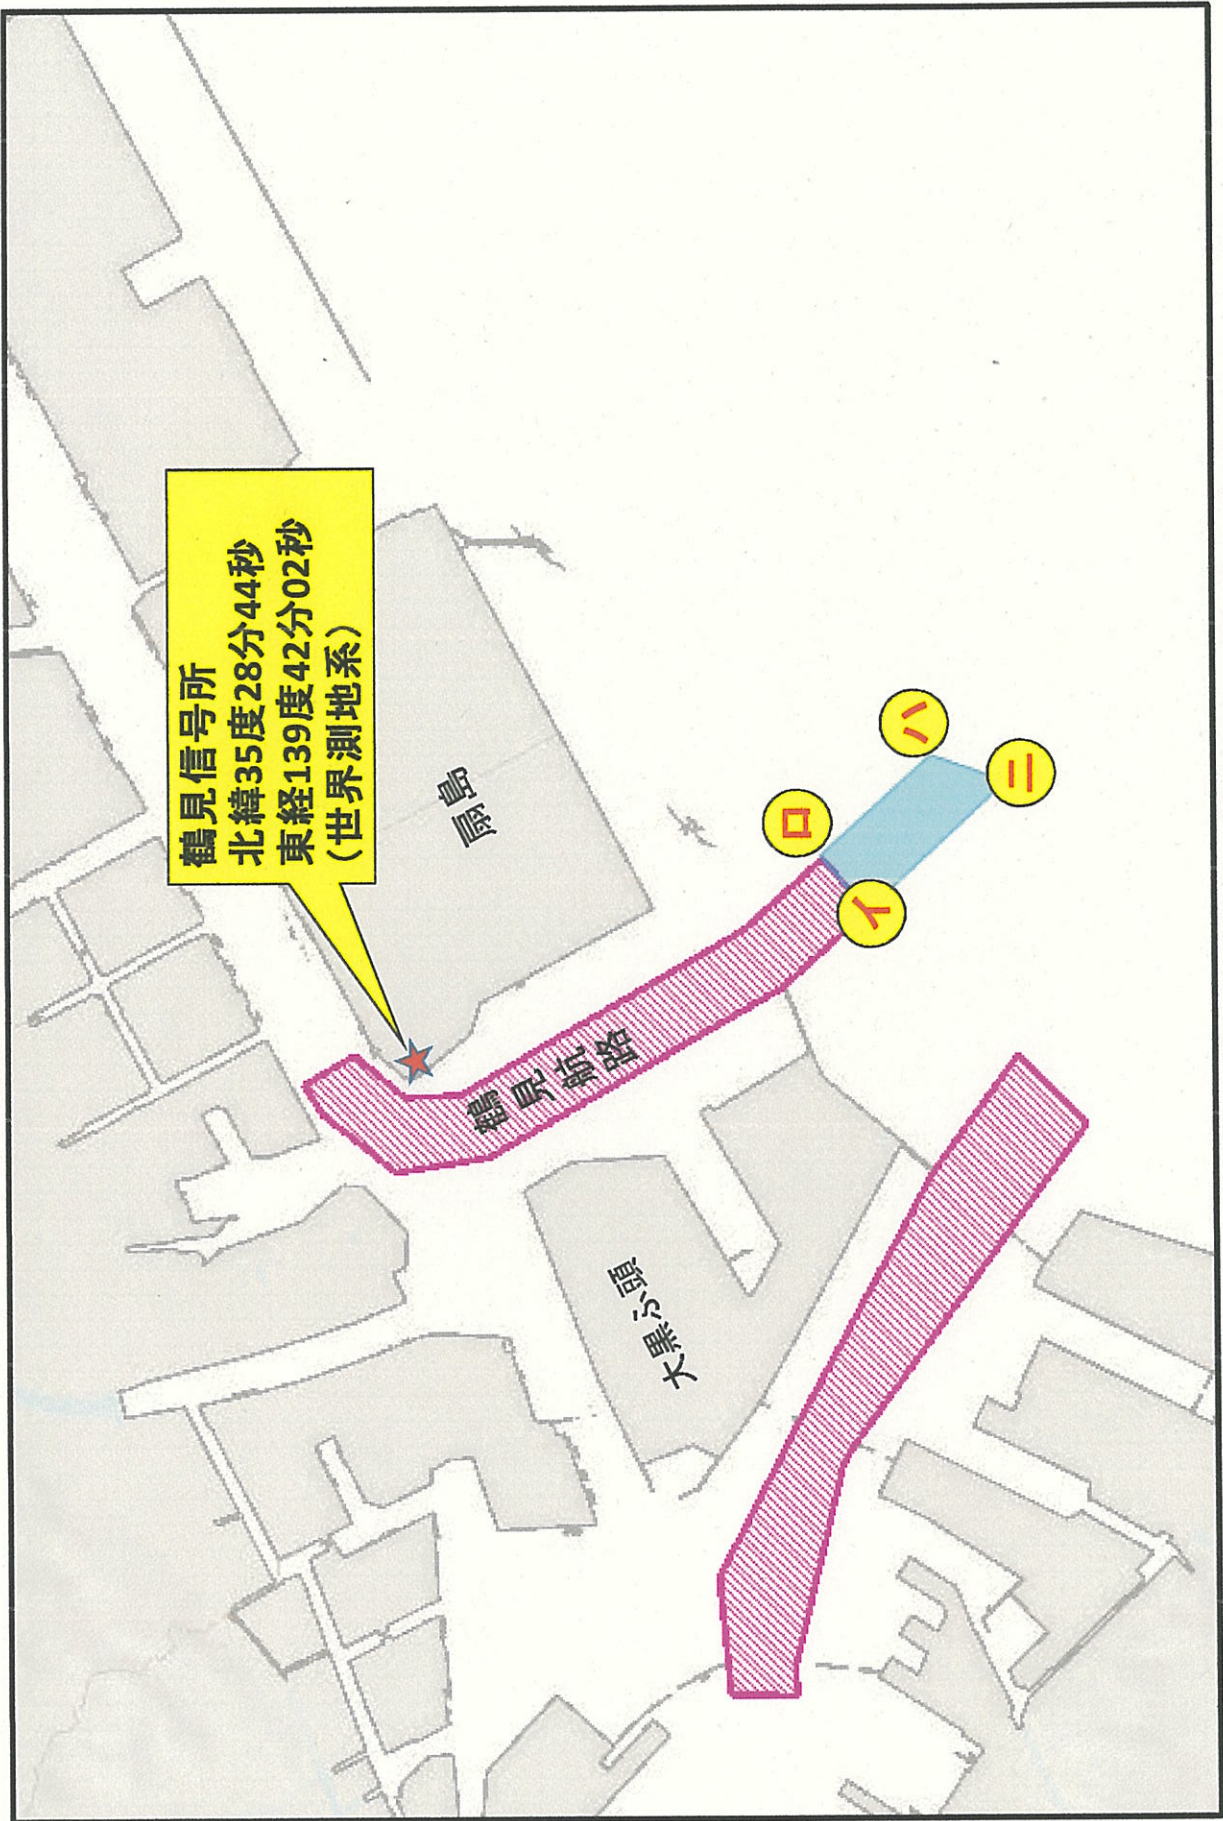 鶴見信号所
北緯35度28分44秒
東経139度42分02秒
（世界測地系）
扇島
鶴見航路
大黒ふ頭
イ
ロ
ハ
ニ